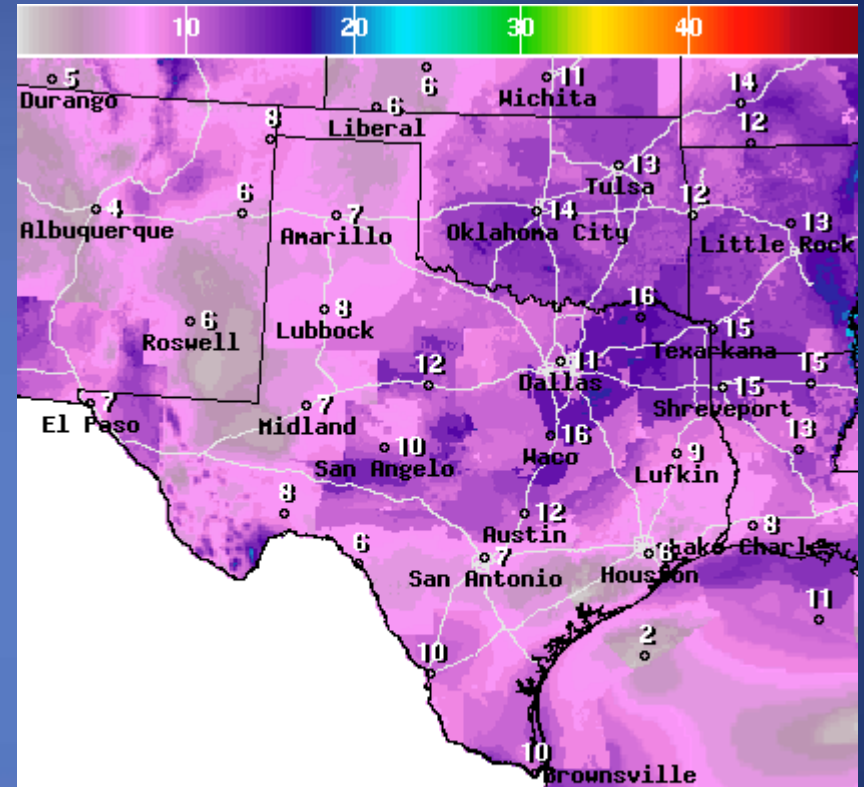 10 20 30 40
5
Durango
6
11
Wichita
14
6
Liberal
8
12
13
Tulsa
4
Albuquerque
6
7
Amarillo
14
Oklahoma City
12
13
Little Rock
6
Roswell
8
Lubbock
16
15
Texarkana
12
11
Dallas
15
Shreveport
15
7
El Paso
7
Midland
10
San Angelo
16
Waco
9
Lufkin
13
8
12
Austin
8
Lake Charles
6
7
San Antonio
6
Houston
11
2
10
10
Brownsville